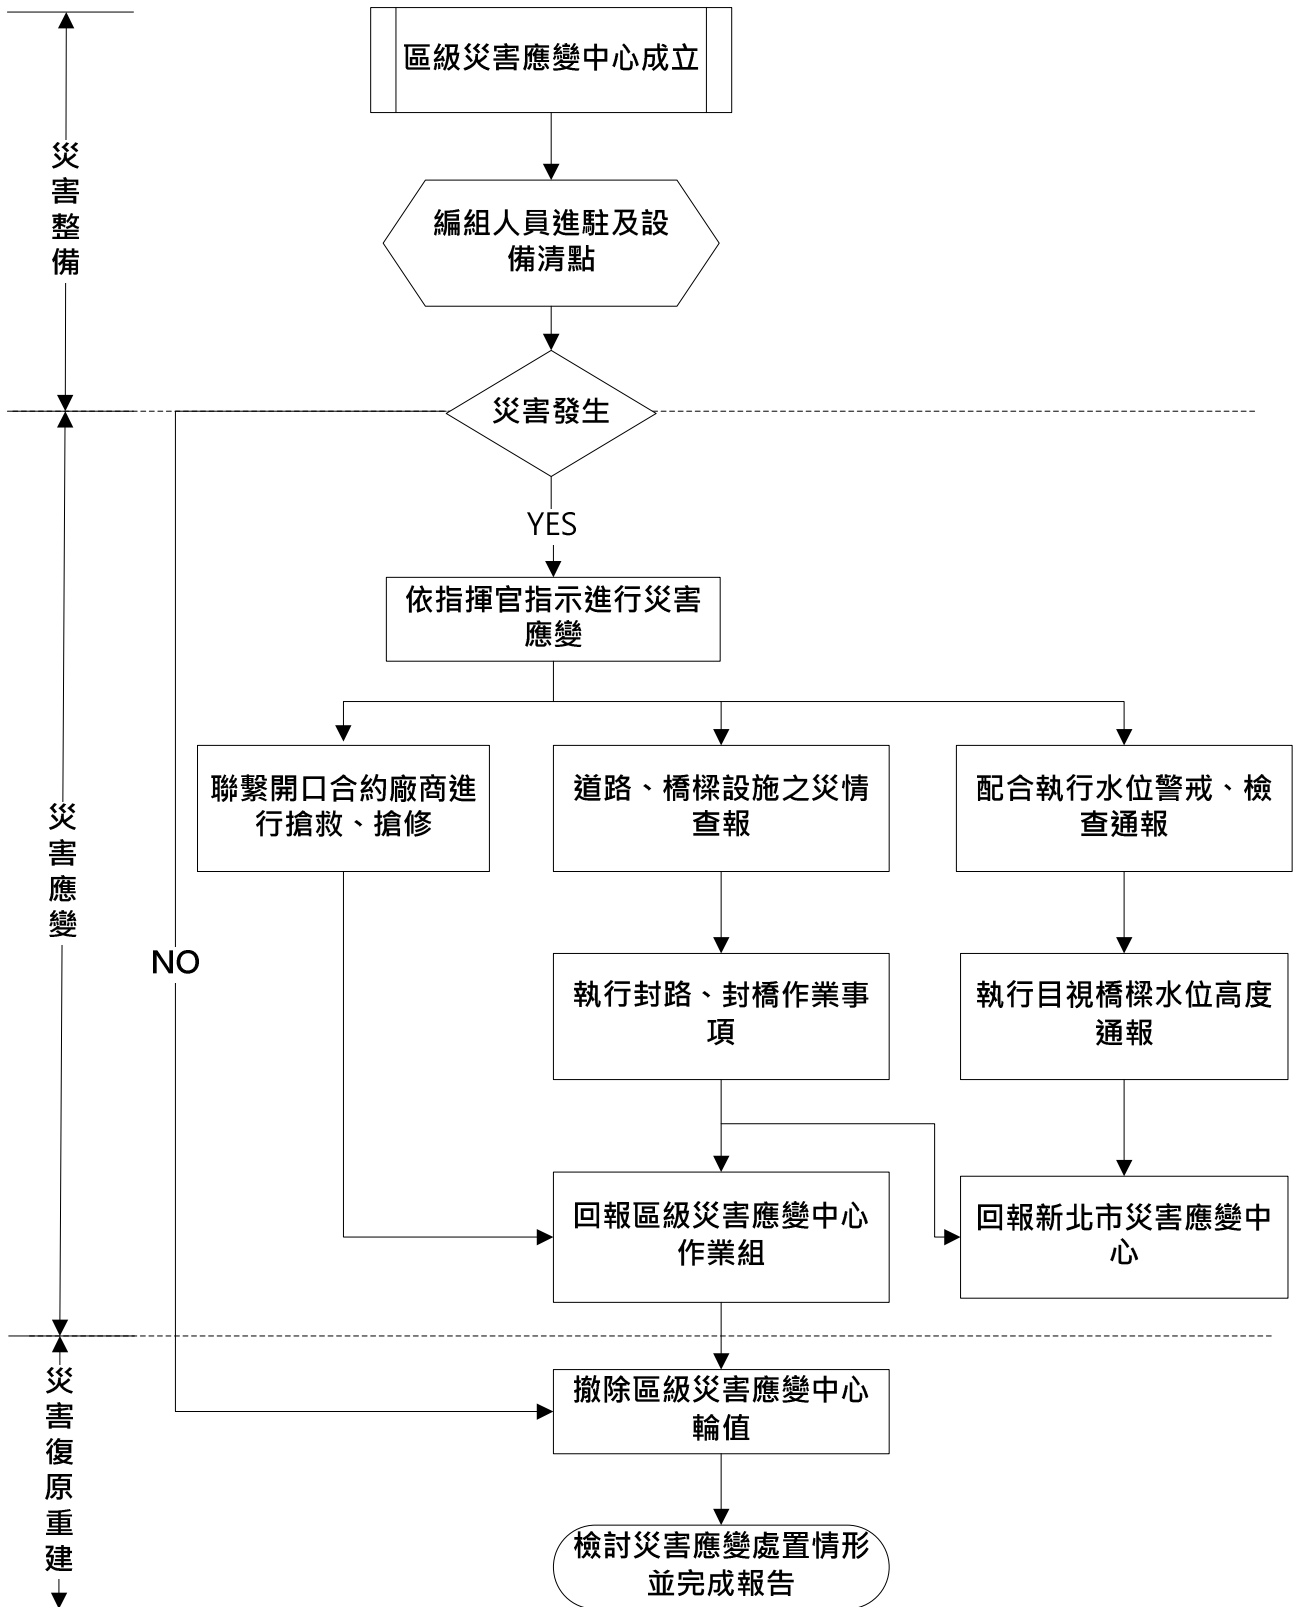 區級災害應變中心成立
災害整備
編組人員進駐及設
備清點
災害發生
YES
依指揮官指示進行災害
應變
聯繫開口合約廠商進
行搶救、搶修
道路、橋樑設施之災情
查報
配合執行水位警戒、檢
查通報
災害應變
NO
執行封路、封橋作業事
項
執行目視橋樑水位高度
通報
回報區級災害應變中心
作業組
回報新北市災害應變中
心
災害復原重建
撤除區級災害應變中心
輪值
檢討災害應變處置情形
並完成報告